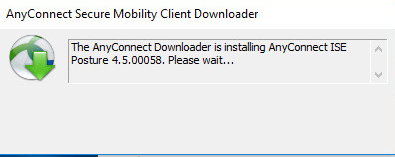 AnyConnect Secure Mobility Client Downloader
The AnyConnect Downloader is installing AnyConnect ISE
Posture 4.5.00058. Please wait...